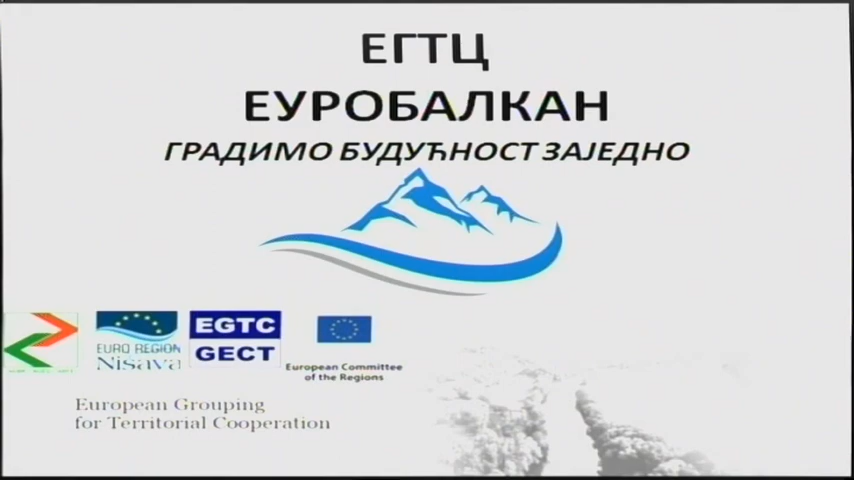 ЕГТЦ
ЕУРОБАЛКАН
ГРАДИМО БУДУЋНОСТ ЗАЈЕДНО
EURO REGION
Nišava
EGTC
GECT
European Committee
of the Regions
European Grouping
for Territorial Cooperation